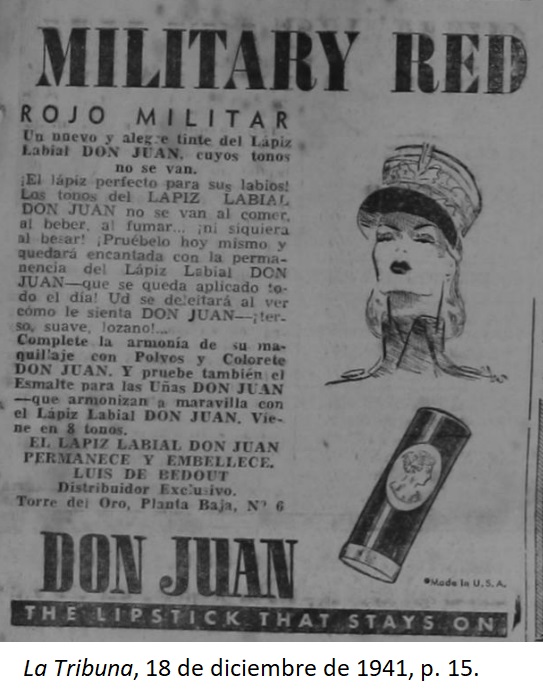 MILITARY RED
ROJO MILITAR
Un nuevo y alegre tinte del Lápiz
Labial DON JUAN, cuyos tonos
no se van.
¡El lápiz perfecto para sus labios!
Los tonos del LAPIZ LABIAL
DON JUAN no se van al comer,
al beber, al fumar... ¡ni siquiera
al besar! ¡Pruébelo hoy mismo y
quedará encantada con la perma-
nencia del Lápiz Labial DON
JUAN—que se queda aplicado to-
do el día! Ud se deleitará al ver
cómo le sienta DON JUAN—¡ter-
so, suave, lozano!...
Complete la armonía de su ma-
quillaje con Polvos y Colorete
DON JUAN. Y pruebe también el
Esmalte para las Uñas DON JUAN
—que armonizan a maravilla con
el Lápiz Labial DON JUAN. Vie-
ne en 8 tonos.
EL LAPIZ LABIAL DON JUAN
PERMANECE Y EMBELLECE.
LUIS DE BEDOUT
Distribuidor Exclusivo.
Torre del Oro, Planta Baja, Nº 6
DON JUAN
Made in U.S.A.
THE LIPSTICK THAT STAYS ON
La Tribuna, 18 de diciembre de 1941, p. 15.